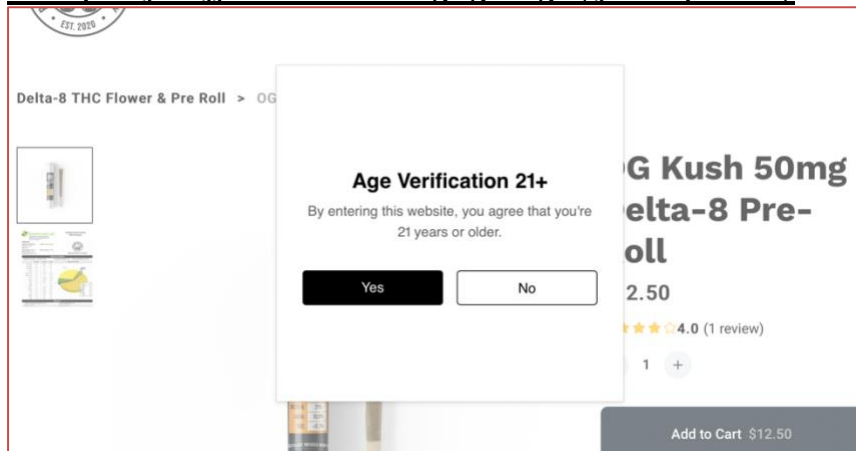 EST. 2020
Delta-8 THC Flower & Pre Roll > OG
Age Verification 21+
By entering this website, you agree that you're
21 years or older.
Yes
No
G Kush 50mg
elta-8 Pre-
oll
2.50
4.0 (1 review)
1 +
Add to Cart $12.50